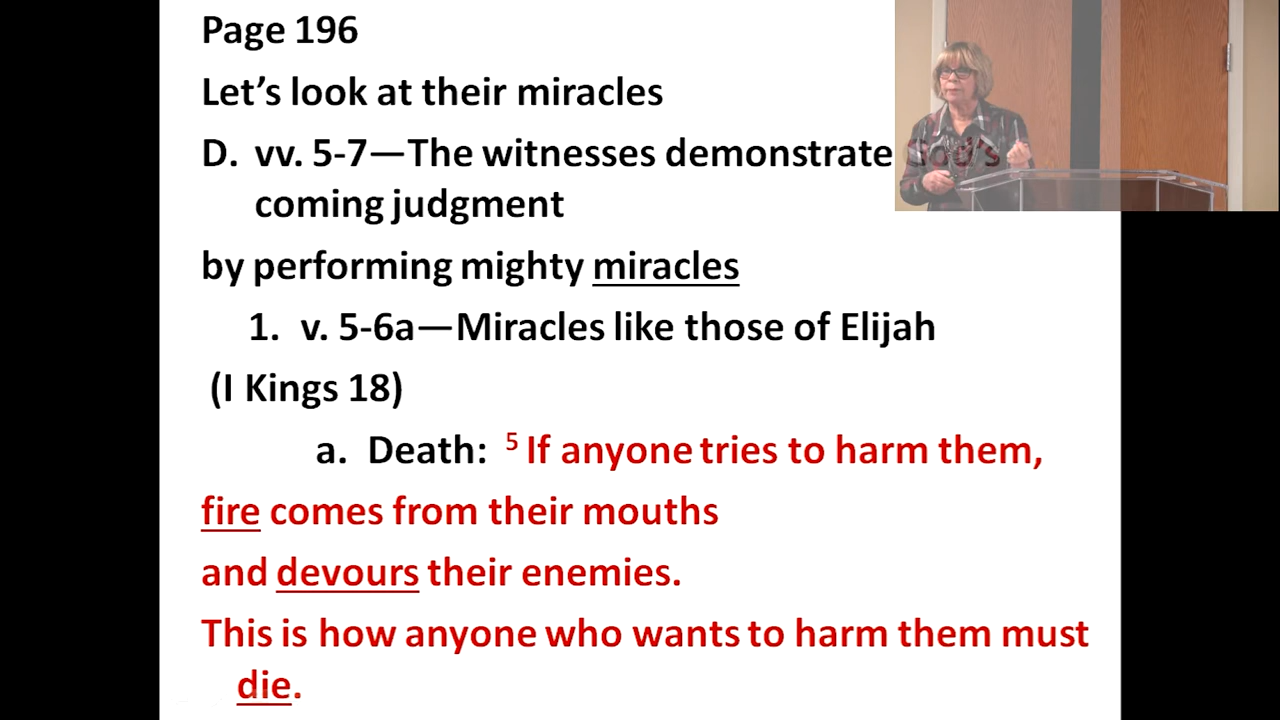 Page 196
Let’s look at their miracles
D. vv. 5-7—The witnesses demonstrate God's
coming judgment
by performing mighty miracles
1. v. 5-6a—Miracles like those of Elijah
(I Kings 18)
a. Death: 5 If anyone tries to harm them,
fire comes from their mouths
and devours their enemies.
This is how anyone who wants to harm them must
die.